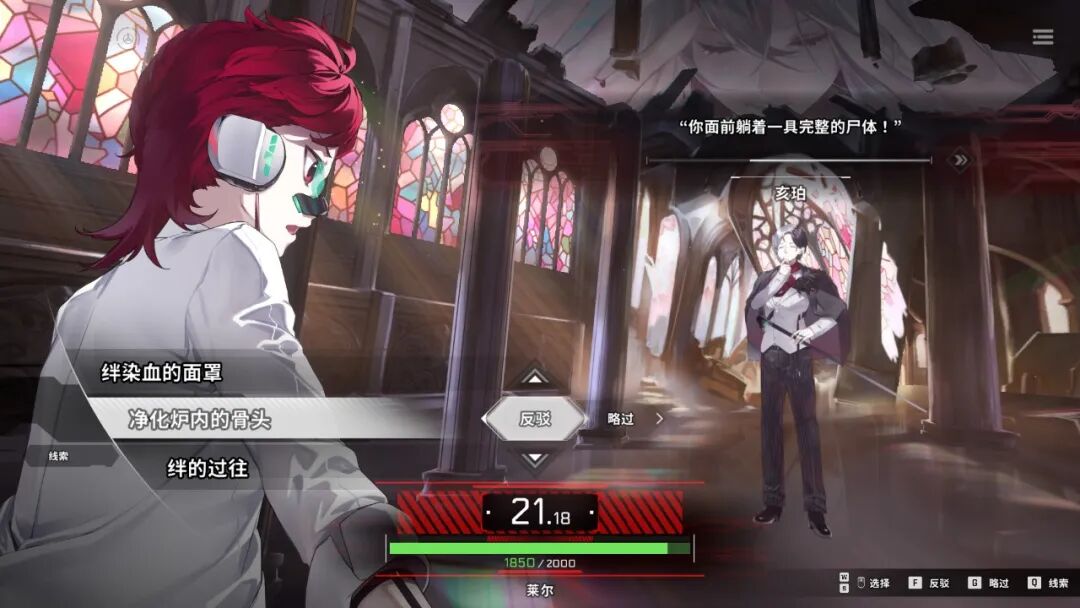 “你面前躺着一具完整的尸体！”
亥珀
绊染血的面罩
净化炉内的骨头
反驳
略过
线索
绊的过往
21.18
1850/2000
莱尔
W
S
选择
F 反驳
G 略过
Q 线索